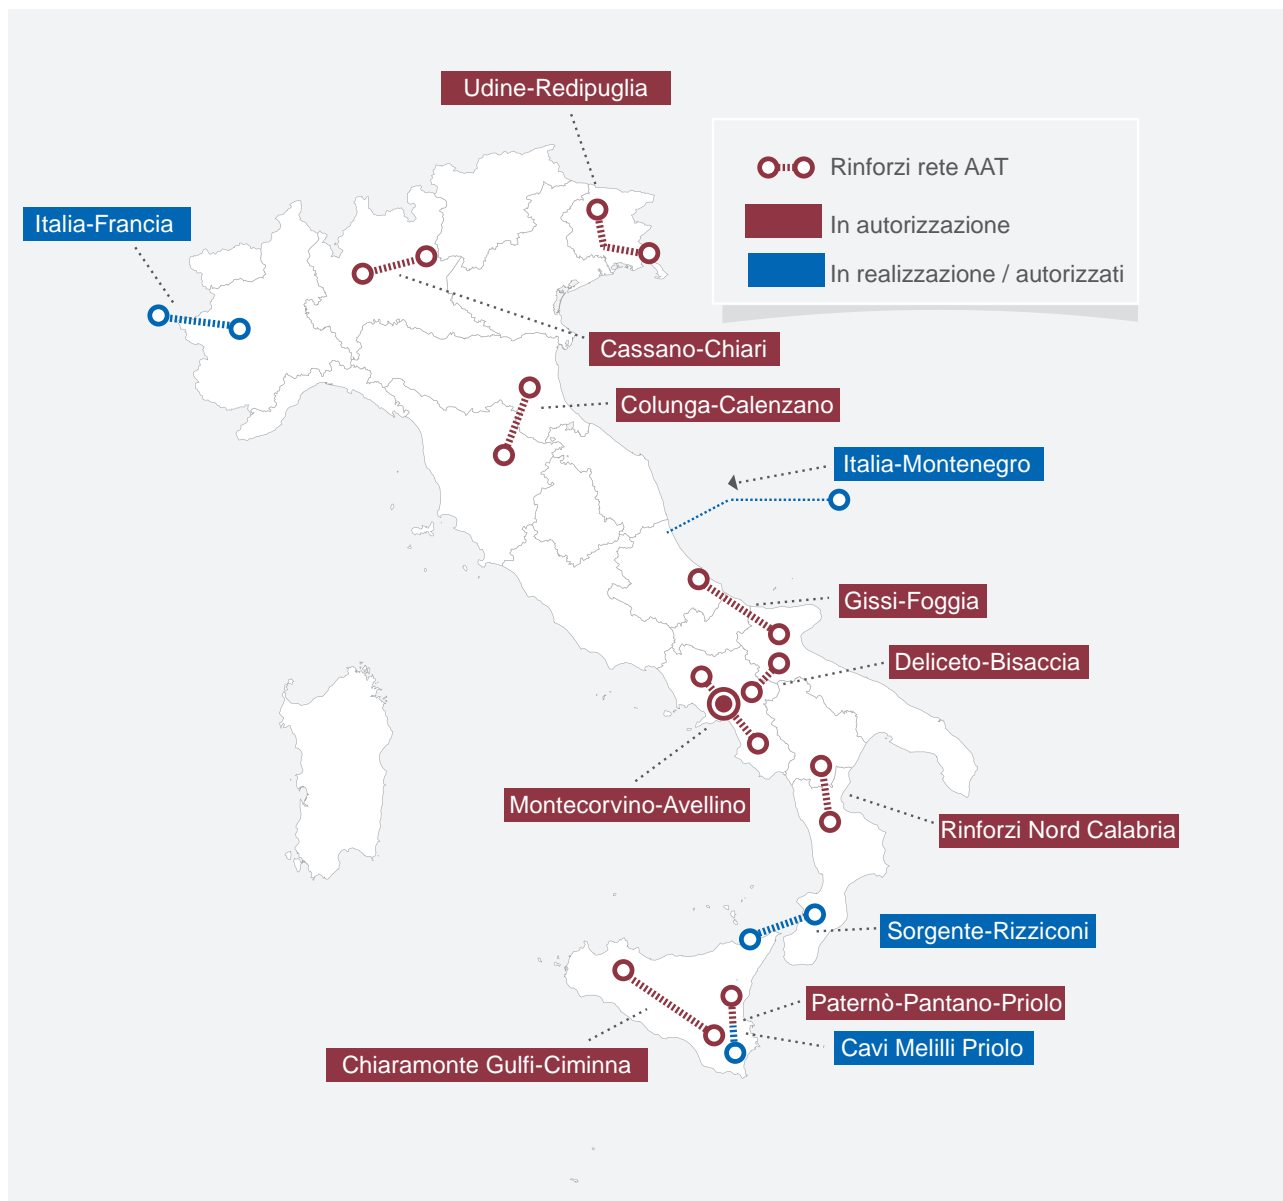 Udine-Redipuglia
Rinforzi rete AAT
In autorizzazione
In realizzazione / autorizzati
Italia-Francia
Cassano-Chiari
Colunga-Calenzano
Italia-Montenegro
Gissi-Foggia
Deliceto-Bisaccia
Montecorvino-Avellino
Rinforzi Nord Calabria
Sorgente-Rizziconi
Paternò-Pantano-Priolo
Cavi Melilli Priolo
Chiaramonte Gulfi-Ciminna